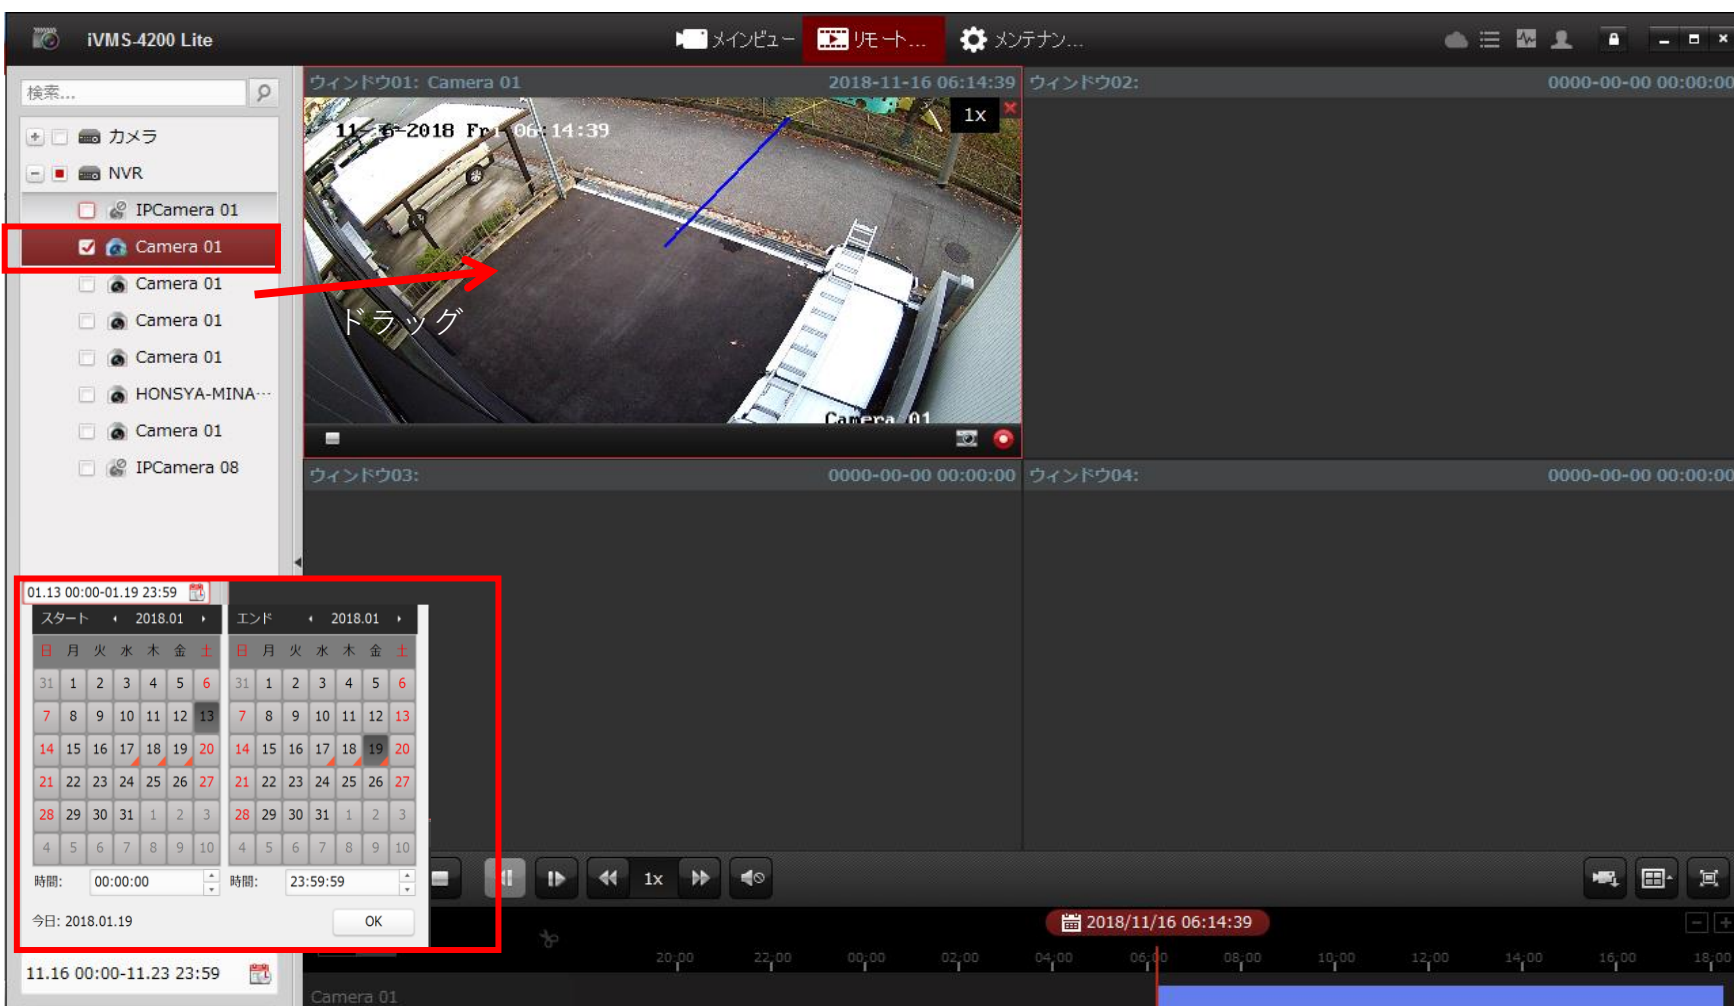 iVMS-4200 Lite
メインビュー
リモート...
メンテナン...
検索...
カメラ
NVR
IPCamera 01
Camera 01
Camera 01
Camera 01
Camera 01
HONSYA-MINA…
Camera 01
IPCamera 08
ウィンドウ01: Camera 01
2018-11-16 06:14:39
1x
06:14:39
ドラッグ
Camera 01
ウィンドウ02:
0000-00-00 00:00:00
ウィンドウ03:
0000-00-00 00:00:00
ウィンドウ04:
0000-00-00 00:00:00
01.13 00:00-01.19 23:59
スタート 2018.01
日 月 火 水 木 金 土
31 1 2 3 4 5 6
7 8 9 10 11 12 13
14 15 16 17 18 19 20
21 22 23 24 25 26 27
28 29 30 31 1 2 3
4 5 6 7 8 9 10
時間: 00:00:00
エンド 2018.01
日 月 火 水 木 金 土
31 1 2 3 4 5 6
7 8 9 10 11 12 13
14 15 16 17 18 19 20
21 22 23 24 25 26 27
28 29 30 31 1 2 3
4 5 6 7 8 9 10
時間: 23:59:59
今日: 2018.01.19
OK
11.16 00:00-11.23 23:59
1x
2018/11/16 06:14:39
20:00 22:00 00:00 02:00 04:00 06:00 08:00 10:00 12:00 14:00 16:00 18:00
Camera 01